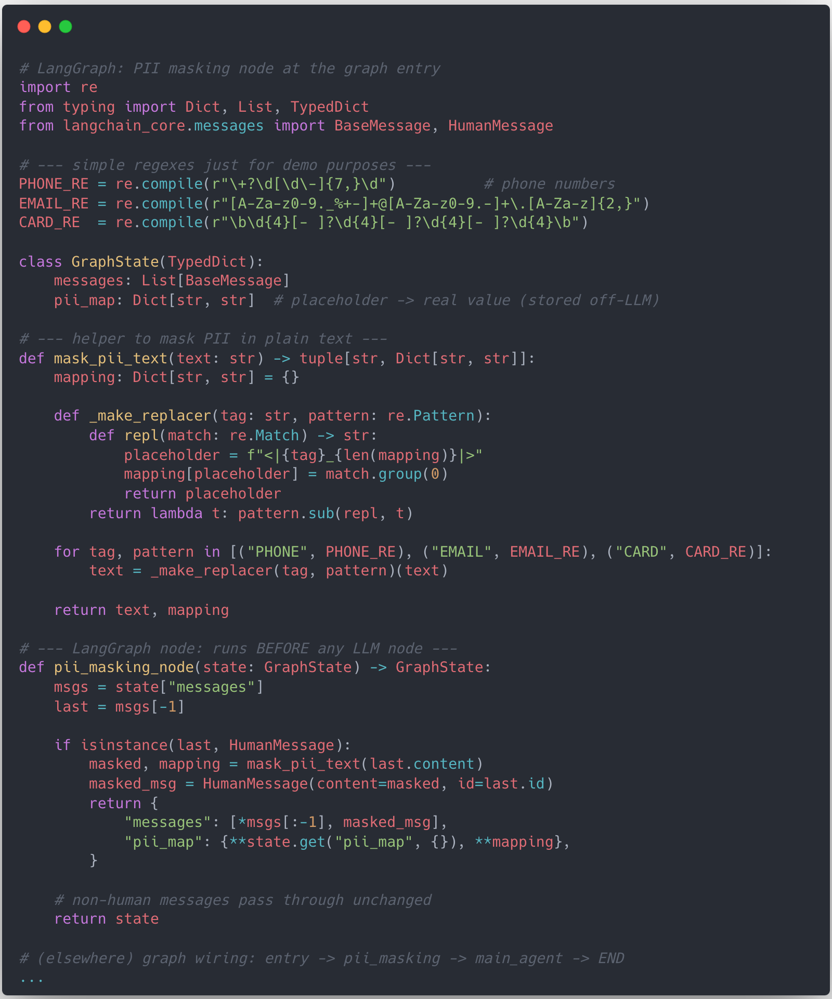 # LangGraph: PII masking node at the graph entry
import re
from typing import Dict, List, TypedDict
from langchain_core.messages import BaseMessage, HumanMessage

# --- simple regexes just for demo purposes ---
PHONE_RE = re.compile(r"\+?\d[\d\-]{7,}\d")          # phone numbers
EMAIL_RE = re.compile(r"[A-Za-z0-9._%+-]+@[A-Za-z0-9.-]+\.[A-Za-z]{2,}")
CARD_RE  = re.compile(r"\b\d{4}[- ]?\d{4}[- ]?\d{4}[- ]?\d{4}\b")

class GraphState(TypedDict):
    messages: List[BaseMessage]
    pii_map: Dict[str, str]  # placeholder -> real value (stored off-LLM)

# --- helper to mask PII in plain text ---
def mask_pii_text(text: str) -> tuple[str, Dict[str, str]]:
    mapping: Dict[str, str] = {}

    def _make_replacer(tag: str, pattern: re.Pattern):
        def repl(match: re.Match) -> str:
            placeholder = f"<|{tag}_{len(mapping)}|>"
            mapping[placeholder] = match.group(0)
            return placeholder
        return lambda t: pattern.sub(repl, t)

    for tag, pattern in [("PHONE", PHONE_RE), ("EMAIL", EMAIL_RE), ("CARD", CARD_RE)]:
        text = _make_replacer(tag, pattern)(text)

    return text, mapping

# --- LangGraph node: runs BEFORE any LLM node ---
def pii_masking_node(state: GraphState) -> GraphState:
    msgs = state["messages"]
    last = msgs[-1]

    if isinstance(last, HumanMessage):
        masked, mapping = mask_pii_text(last.content)
        masked_msg = HumanMessage(content=masked, id=last.id)
        return {
            "messages": [*msgs[:-1], masked_msg],
            "pii_map": {**state.get("pii_map", {}), **mapping},
        }

    # non-human messages pass through unchanged
    return state

# (elsewhere) graph wiring: entry -> pii_masking -> main_agent -> END
...